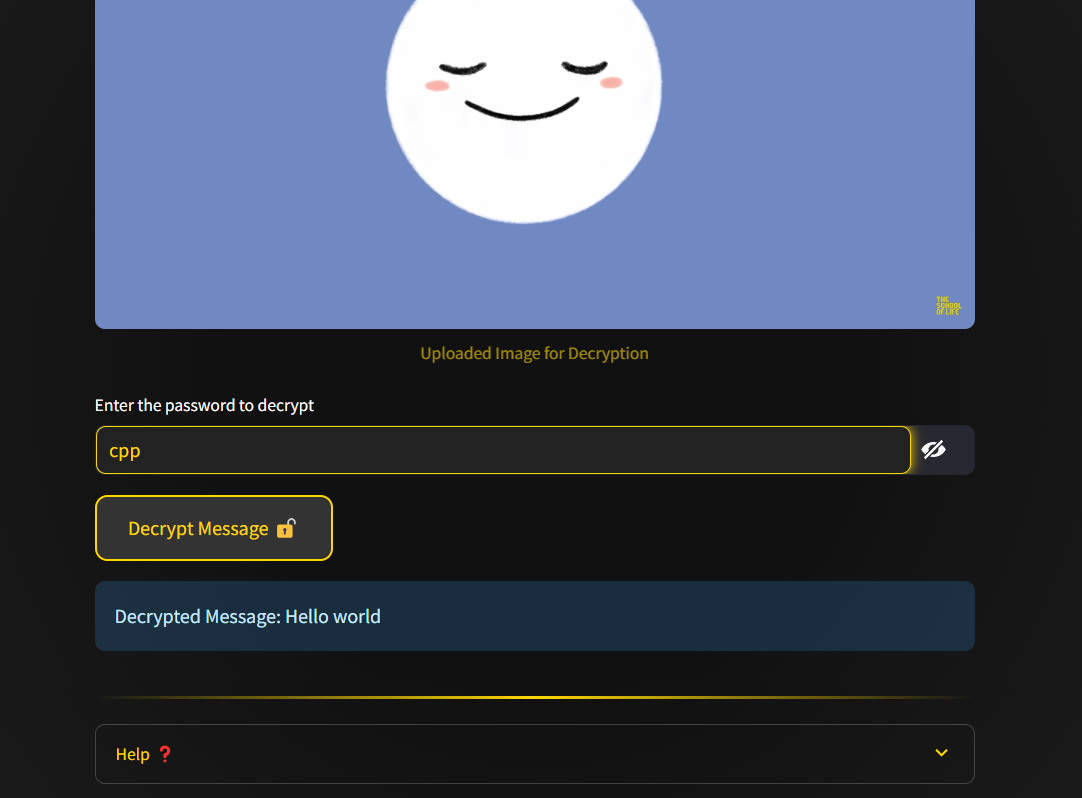 THE
SCHOOL
OF LIFE
Uploaded Image for Decryption
Enter the password to decrypt
cpp
Decrypt Message
Decrypted Message: Hello world
Help ❓